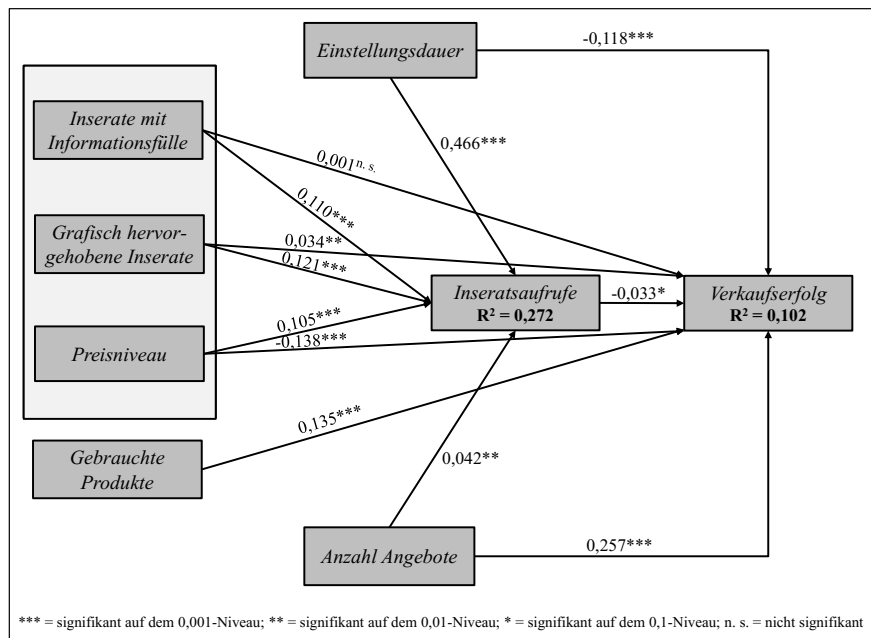 Einstellungsdauer
-0,118***
Inserate mit
Informationsfülle
0,466***
0,001n. s.
0,110***
Grafisch hervor-
gehobene Inserate
0,034**
0,121***
Inseratsaufrufe
R² = 0,272
-0,033*
Verkaufserfolg
R² = 0,102
Preisniveau
0,105***
-0,138***
Gebrauchte
Produkte
0,135***
0,042**
Anzahl Angebote
0,257***
*** = signifikant auf dem 0,001-Niveau; ** = signifikant auf dem 0,01-Niveau; * = signifikant auf dem 0,1-Niveau; n. s. = nicht signifikant